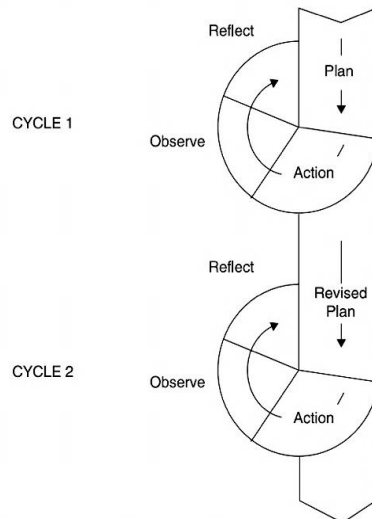 Reflect
Plan
CYCLE 1
Observe
Action
Reflect
Revised
Plan
CYCLE 2
Observe
Action